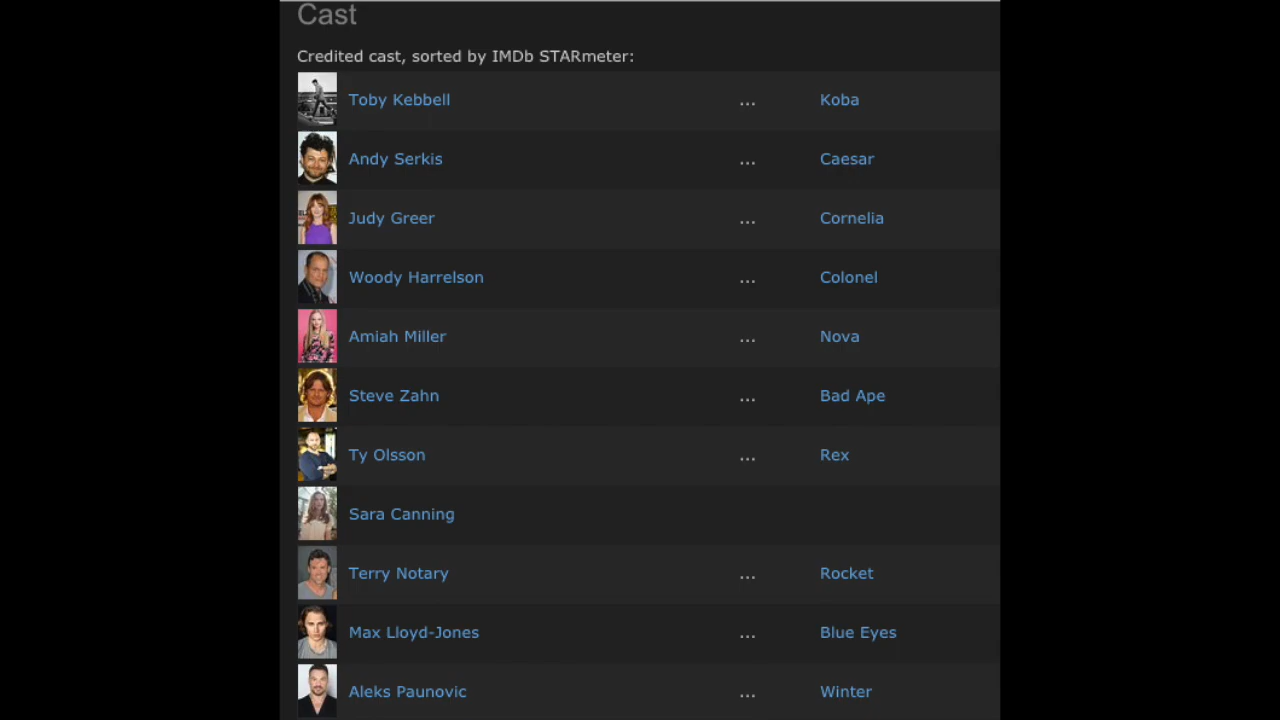 Cast
Credited cast, sorted by IMDb STARmeter:
Toby Kebbell ... Koba
Andy Serkis ... Caesar
Judy Greer ... Cornelia
Woody Harrelson ... Colonel
Amiah Miller ... Nova
Steve Zahn ... Bad Ape
Ty Olsson ... Rex
Sara Canning
Terry Notary ... Rocket
Max Lloyd-Jones ... Blue Eyes
Aleks Paunovic ... Winter